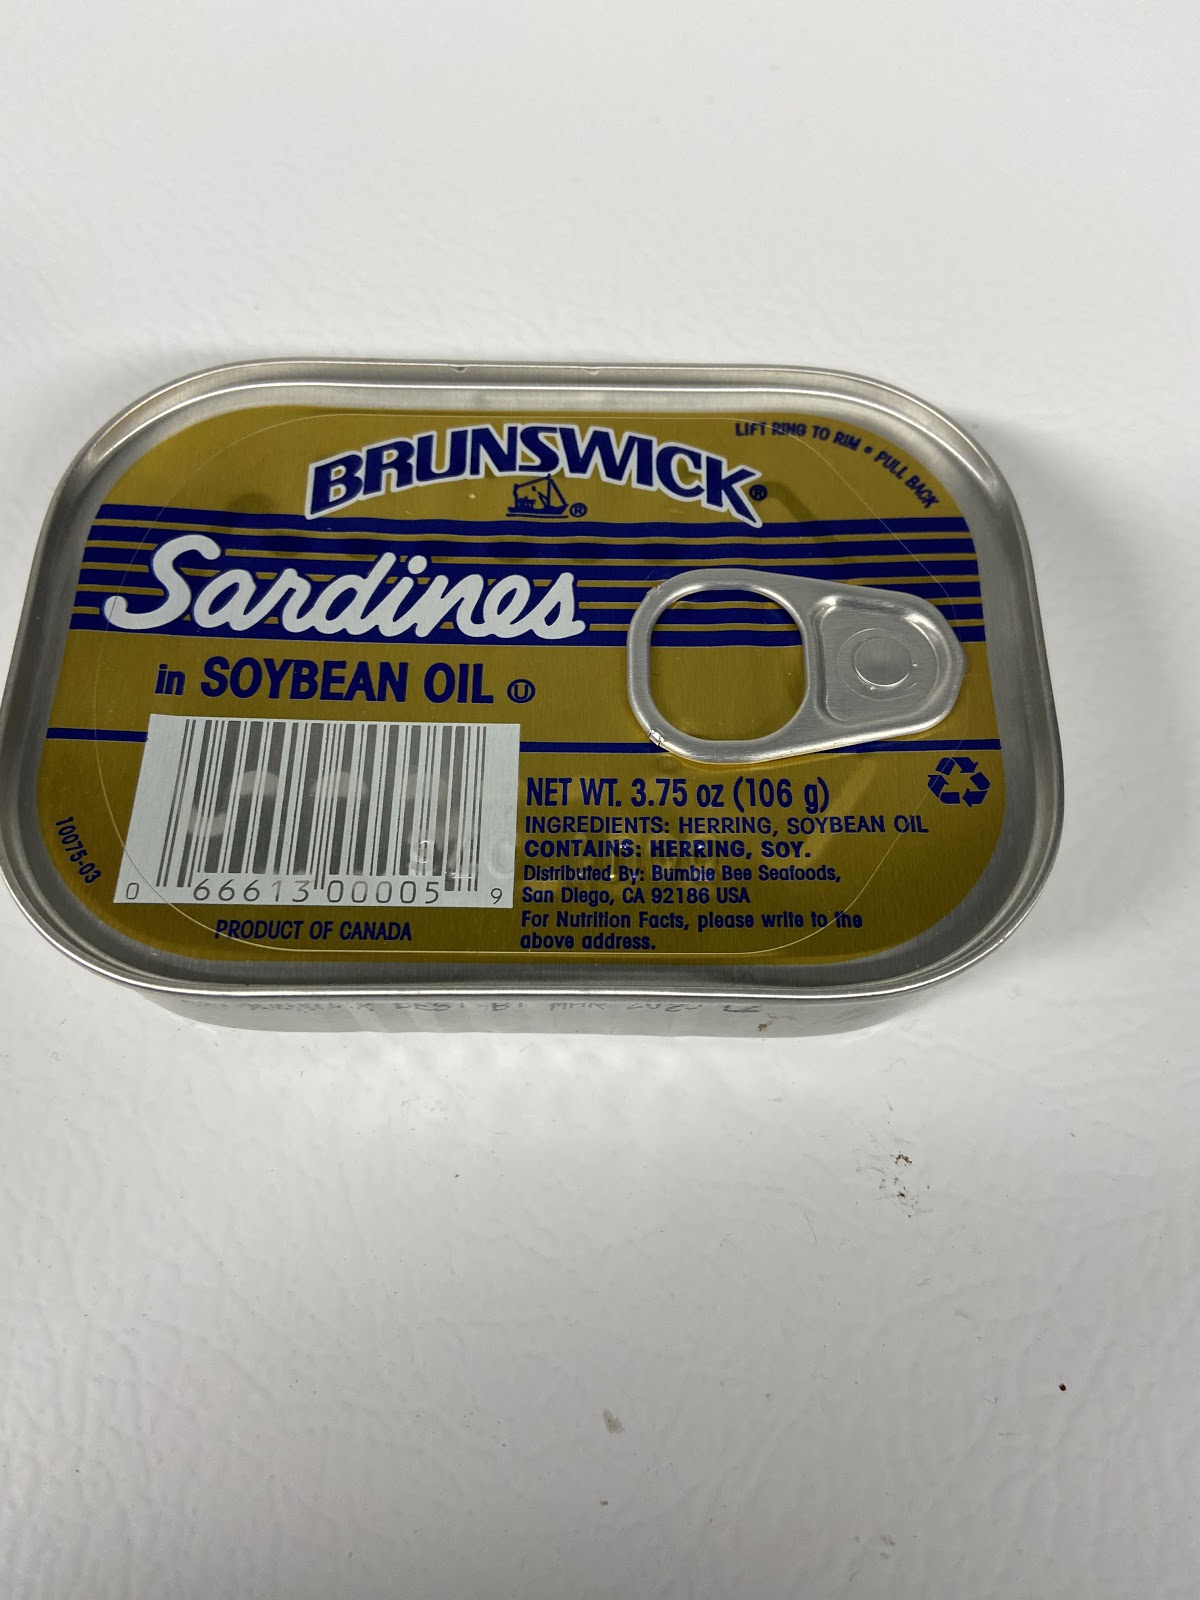 BRUNSWICK®
®
LIFT RING TO RIM • PULL BACK
Sardines
in SOYBEAN OIL Ⓤ
NET WT. 3.75 oz (106 g)
INGREDIENTS: HERRING, SOYBEAN OIL
CONTAINS: HERRING, SOY.
Distributed By: Bumble Bee Seafoods,
San Diego, CA 92186 USA
For Nutrition Facts, please write to the
above address.
10075-03
0 66613 00005 9
PRODUCT OF CANADA